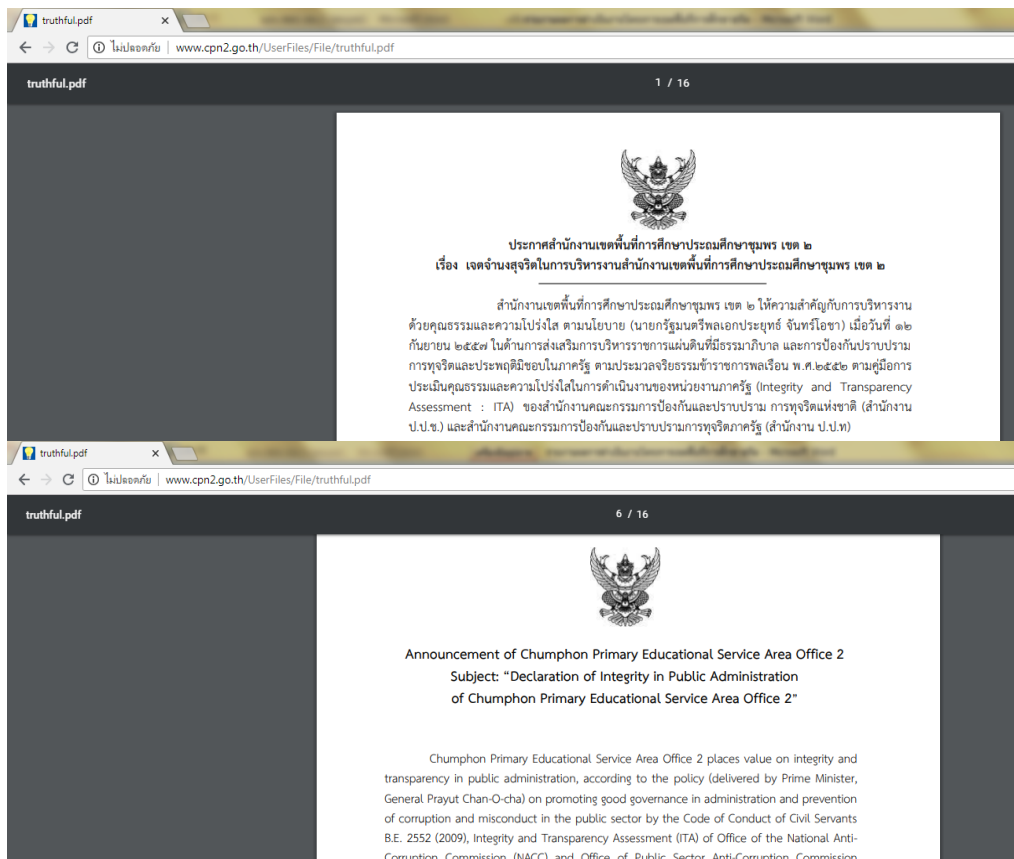 truthful.pdf
ไม่ปลอดภัย | www.cpn2.go.th/UserFiles/File/truthful.pdf
truthful.pdf 1 / 16
ประกาศสำนักงานเขตพื้นที่การศึกษาประถมศึกษาชุมพร เขต ๒
เรื่อง เจตจำนงสุจริตในการบริหารงานสำนักงานเขตพื้นที่การศึกษาประถมศึกษาชุมพร เขต ๒
สำนักงานเขตพื้นที่การศึกษาประถมศึกษาชุมพร เขต ๒ ให้ความสำคัญกับการบริหารงาน
ด้วยคุณธรรมและความโปร่งใส ตามนโยบาย (นายกรัฐมนตรีพลเอกประยุทธ์ จันทร์โอชา) เมื่อวันที่ ๑๒
กันยายน ๒๕๕๗ ในด้านการส่งเสริมการบริหารราชการแผ่นดินที่มีธรรมาภิบาล และการป้องกันปราบปราม
การทุจริตและประพฤติมิชอบในภาครัฐ ตามประมวลจริยธรรมข้าราชการพลเรือน พ.ศ.๒๕๕๒ ตามคู่มือการ
ประเมินคุณธรรมและความโปร่งใสในการดำเนินงานของหน่วยงานภาครัฐ (Integrity and Transparency
Assessment : ITA) ของสำนักงานคณะกรรมการป้องกันและปราบปราม การทุจริตแห่งชาติ (สำนักงาน
ป.ป.ช.) และสำนักงานคณะกรรมการป้องกันและปราบปรามการทุจริตภาครัฐ (สำนักงาน ป.ป.ท)
truthful.pdf
ไม่ปลอดภัย | www.cpn2.go.th/UserFiles/File/truthful.pdf
truthful.pdf 6 / 16
Announcement of Chumphon Primary Educational Service Area Office 2
Subject: “Declaration of Integrity in Public Administration
of Chumphon Primary Educational Service Area Office 2”
Chumphon Primary Educational Service Area Office 2 places value on integrity and
transparency in public administration, according to the policy (delivered by Prime Minister,
General Prayut Chan-O-cha) on promoting good governance in administration and prevention
of corruption and misconduct in the public sector by the Code of Conduct of Civil Servants
B.E. 2552 (2009), Integrity and Transparency Assessment (ITA) of Office of the National Anti-
Corruption Commission (NACC) and Office of Public Sector Anti-Corruption Commission